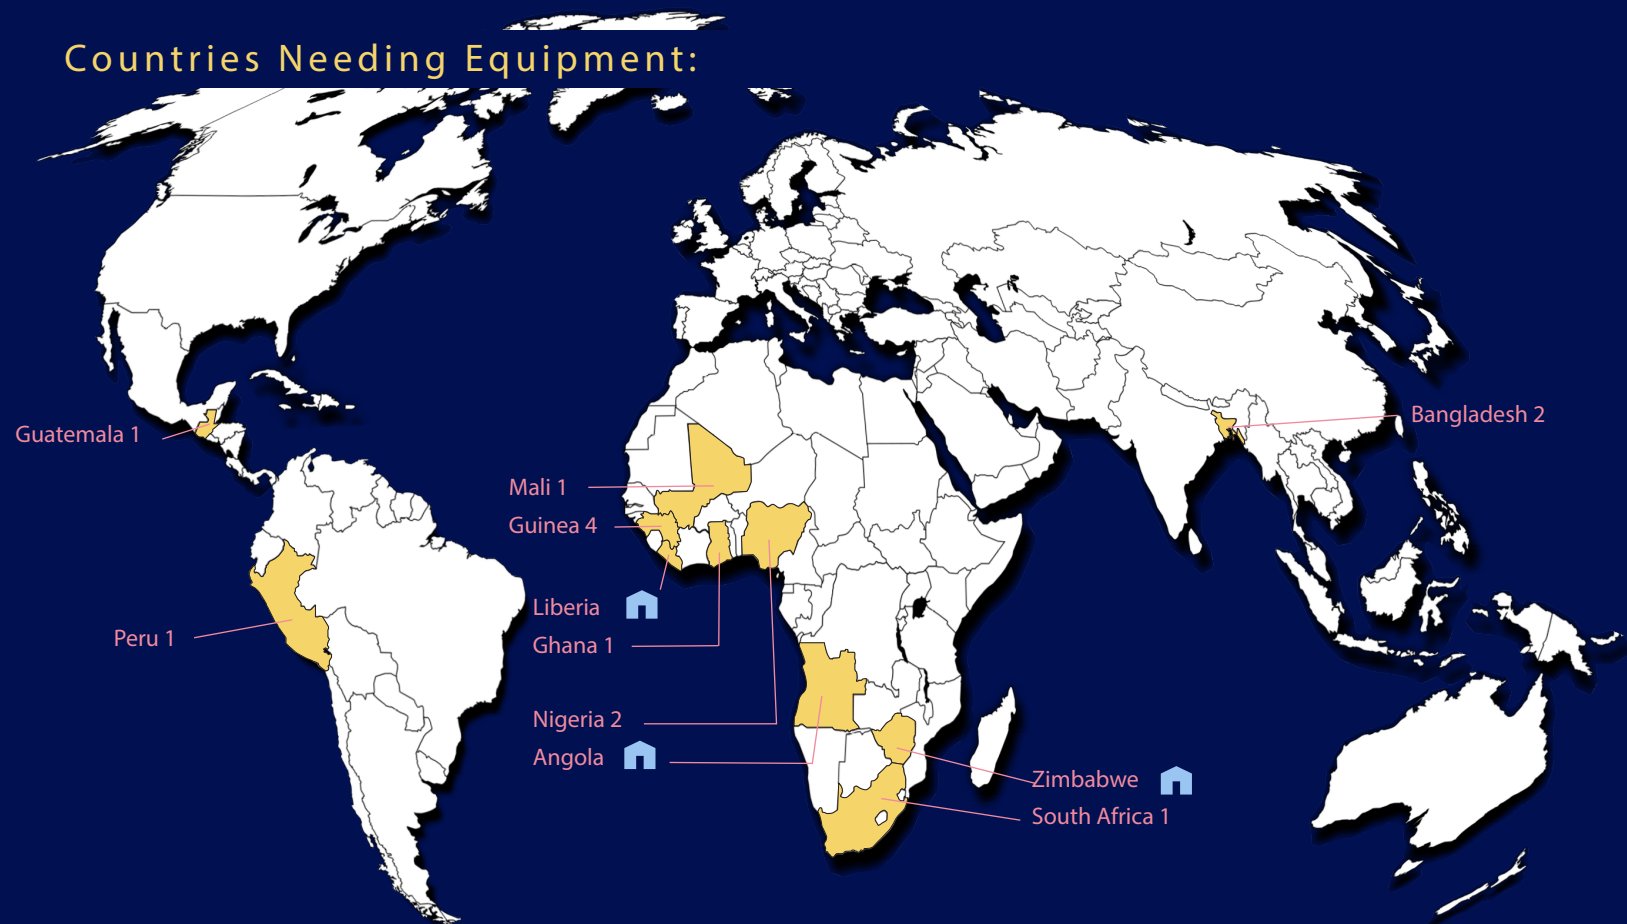 Countries Needing Equipment:
Guatemala 1
Bangladesh 2
Mali 1
Guinea 4
Liberia
Ghana 1
Peru 1
Nigeria 2
Angola
Zimbabwe
South Africa 1